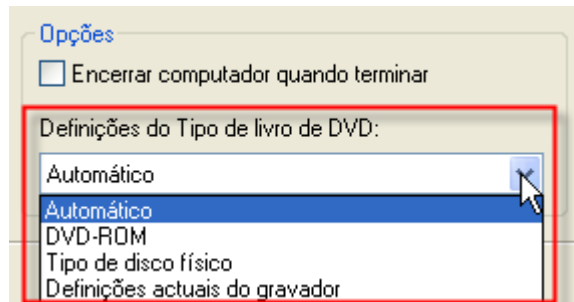 Opções
Encerrar computador quando terminar
Definições do Tipo de livro de DVD:
Automático
Automático
DVD-ROM
Tipo de disco físico
Definições actuais do gravador